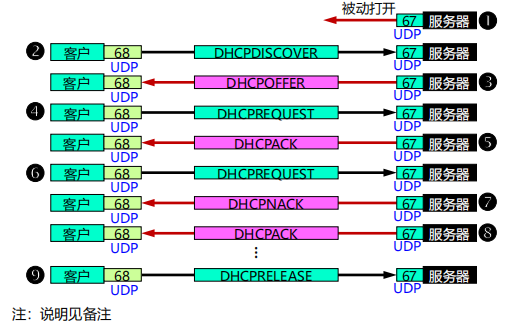 被动打开
67 服务器 ❶
UDP
❷ 客户 68 DHCPDISCOVER 67 服务器
UDP UDP
客户 68 DHCPOFFER 67 服务器 ❸
UDP UDP
❹ 客户 68 DHCPREQUEST 67 服务器
UDP UDP
客户 68 DHCPACK 67 服务器 ❺
UDP UDP
❻ 客户 68 DHCPREQUEST 67 服务器
UDP UDP
客户 68 DHCPNACK 67 服务器 ❼
UDP UDP
客户 68 DHCPACK 67 服务器 ❽
UDP UDP
⋮
❾ 客户 68 DHCPRELEASE 67 服务器
UDP UDP
注：说明见备注